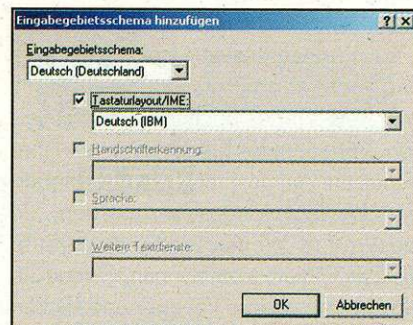 Eingabegebietsschema hinzufügen
Eingabegebietsschema:
Deutsch (Deutschland)
Tastaturlayout/IME:
Deutsch (IBM)
Handschrifterkennung:
Sprache:
Weitere Textdienste:
OK Abbrechen